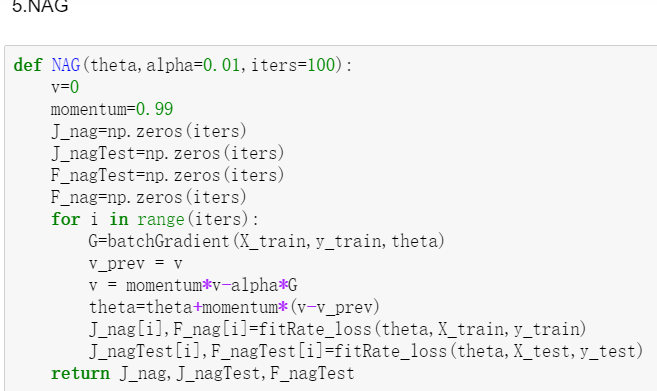 5.NAG
def NAG(theta,alpha=0.01,iters=100):
    v=0
    momentum=0.99
    J_nag=np.zeros(iters)
    J_nagTest=np.zeros(iters)
    F_nagTest=np.zeros(iters)
    F_nag=np.zeros(iters)
    for i in range(iters):
        G=batchGradient(X_train,y_train,theta)
        v_prev = v
        v = momentum*v-alpha*G
        theta=theta+momentum*(v-v_prev)
        J_nag[i],F_nag[i]=fitRate_loss(theta,X_train,y_train)
        J_nagTest[i],F_nagTest[i]=fitRate_loss(theta,X_test,y_test)
    return J_nag,J_nagTest,F_nagTest